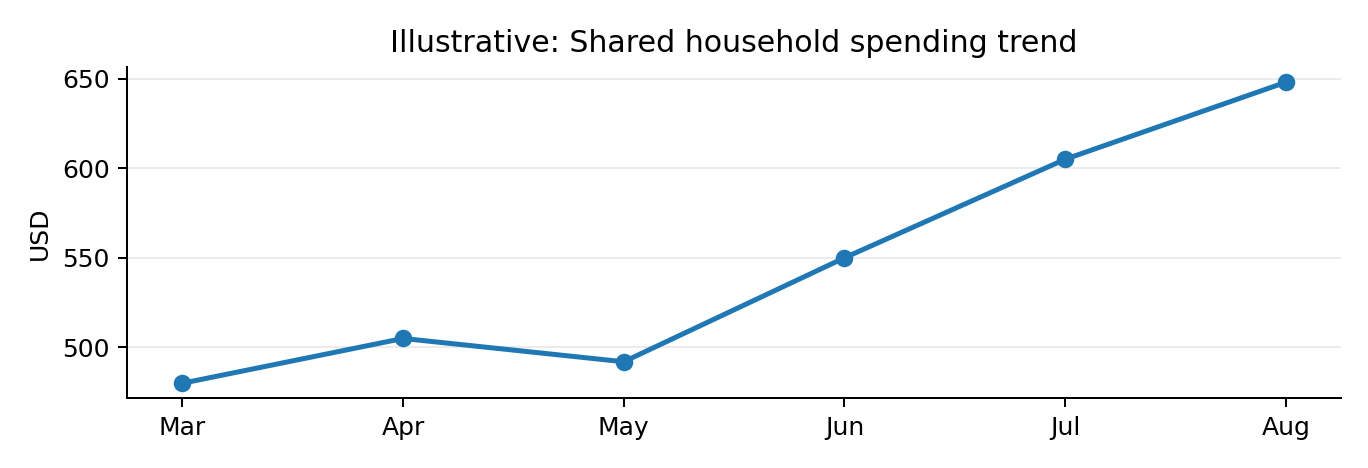 Illustrative: Shared household spending trend
650
600
550
500
USD
Mar Apr May Jun Jul Aug